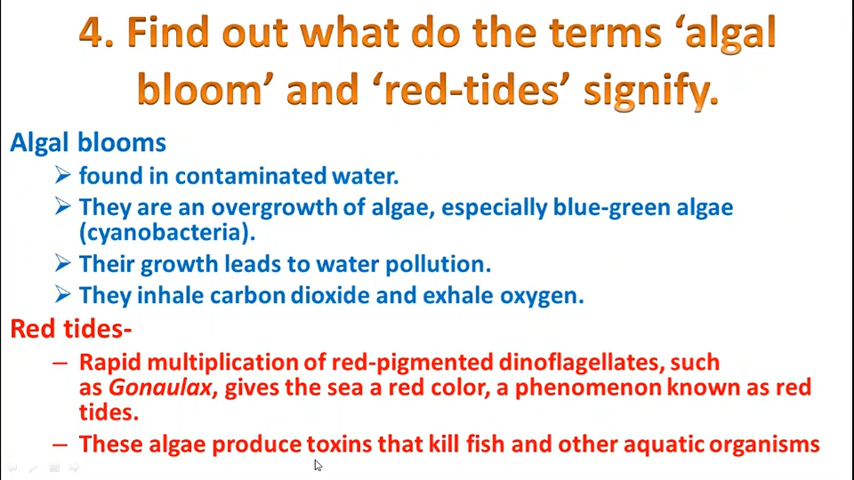 4. Find out what do the terms ‘algal
bloom’ and ‘red-tides’ signify.
Algal blooms
➢ found in contaminated water.
➢ They are an overgrowth of algae, especially blue-green algae
(cyanobacteria).
➢ Their growth leads to water pollution.
➢ They inhale carbon dioxide and exhale oxygen.
Red tides-
– Rapid multiplication of red-pigmented dinoflagellates, such
as Gonaulax, gives the sea a red color, a phenomenon known as red
tides.
– These algae produce toxins that kill fish and other aquatic organisms